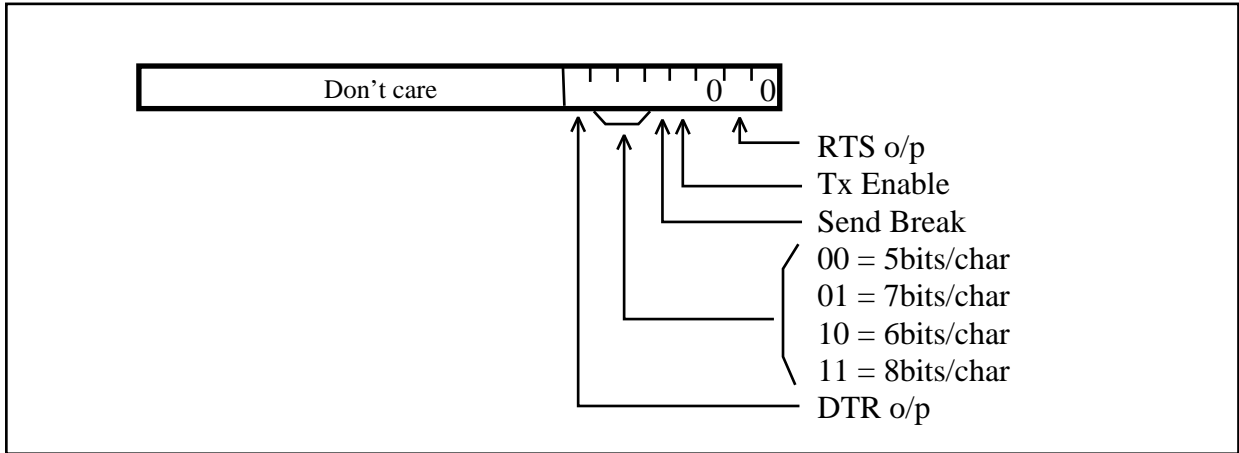 Don't care
0 0
RTS o/p
Tx Enable
Send Break
00 = 5bits/char
01 = 7bits/char
10 = 6bits/char
11 = 8bits/char
DTR o/p